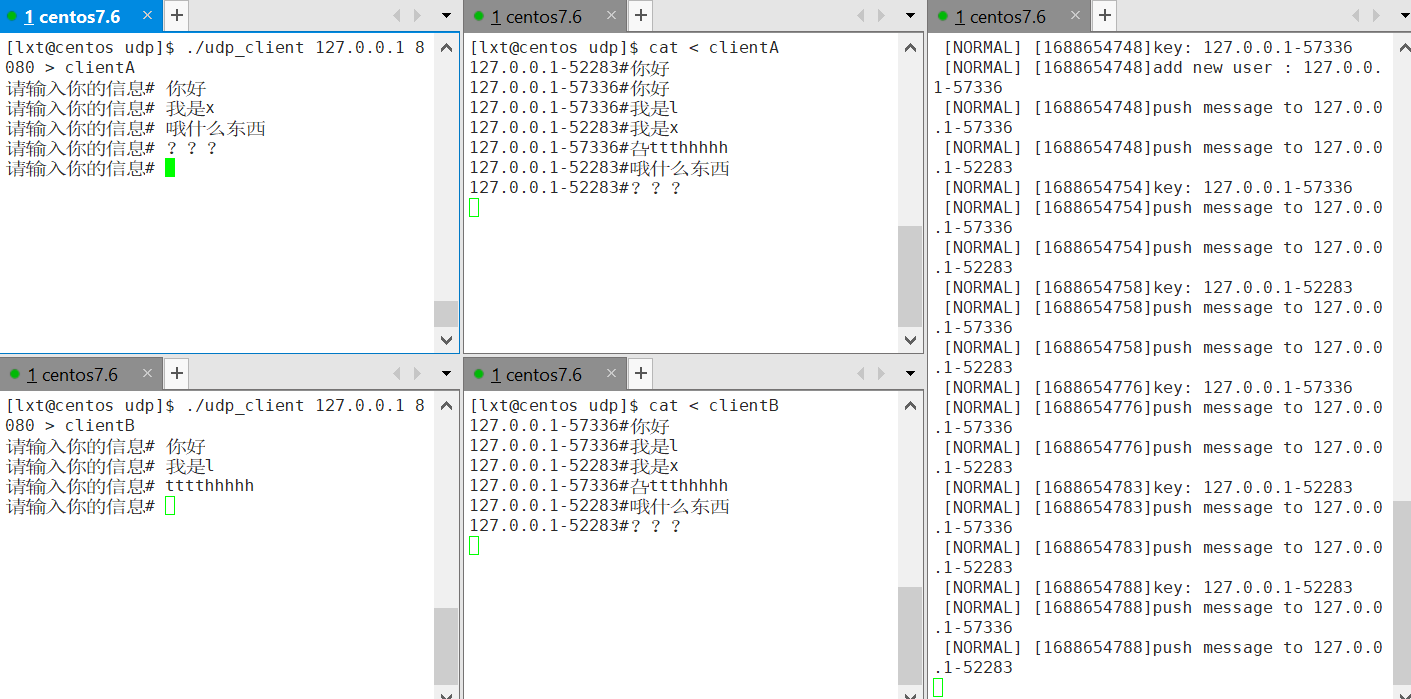 1 centos7.6
[lxt@centos udp]$ ./udp_client 127.0.0.1 8
080 > clientA
请输入你的信息# 你好
请输入你的信息# 我是x
请输入你的信息# 哦什么东西
请输入你的信息# ？？？
请输入你的信息#
1 centos7.6
[lxt@centos udp]$ cat < clientA
127.0.0.1-52283#你好
127.0.0.1-57336#你好
127.0.0.1-57336#我是l
127.0.0.1-52283#我是x
127.0.0.1-57336#白ttthhhhh
127.0.0.1-52283#哦什么东西
127.0.0.1-52283#？？？
1 centos7.6
[lxt@centos udp]$ ./udp_client 127.0.0.1 8
080 > clientB
请输入你的信息# 你好
请输入你的信息# 我是l
请输入你的信息# tttthhhhh
请输入你的信息#
1 centos7.6
[lxt@centos udp]$ cat < clientB
127.0.0.1-57336#你好
127.0.0.1-57336#我是l
127.0.0.1-52283#我是x
127.0.0.1-57336#ttthhhhh
127.0.0.1-52283#哦什么东西
127.0.0.1-52283#？？？
1 centos7.6
[NORMAL] [1688654748]key: 127.0.0.1-57336
[NORMAL] [1688654748]add new user : 127.0.0.
1-57336
[NORMAL] [1688654748]push message to 127.0.0
.1-57336
[NORMAL] [1688654748]push message to 127.0.0
.1-52283
[NORMAL] [1688654754]key: 127.0.0.1-57336
[NORMAL] [1688654754]push message to 127.0.0
.1-57336
[NORMAL] [1688654754]push message to 127.0.0
.1-52283
[NORMAL] [1688654758]key: 127.0.0.1-52283
[NORMAL] [1688654758]push message to 127.0.0
.1-57336
[NORMAL] [1688654758]push message to 127.0.0
.1-52283
[NORMAL] [1688654776]key: 127.0.0.1-57336
[NORMAL] [1688654776]push message to 127.0.0
.1-57336
[NORMAL] [1688654776]push message to 127.0.0
.1-52283
[NORMAL] [1688654783]key: 127.0.0.1-52283
[NORMAL] [1688654783]push message to 127.0.0
.1-57336
[NORMAL] [1688654783]push message to 127.0.0
.1-52283
[NORMAL] [1688654788]key: 127.0.0.1-52283
[NORMAL] [1688654788]push message to 127.0.0
.1-57336
[NORMAL] [1688654788]push message to 127.0.0
.1-52283